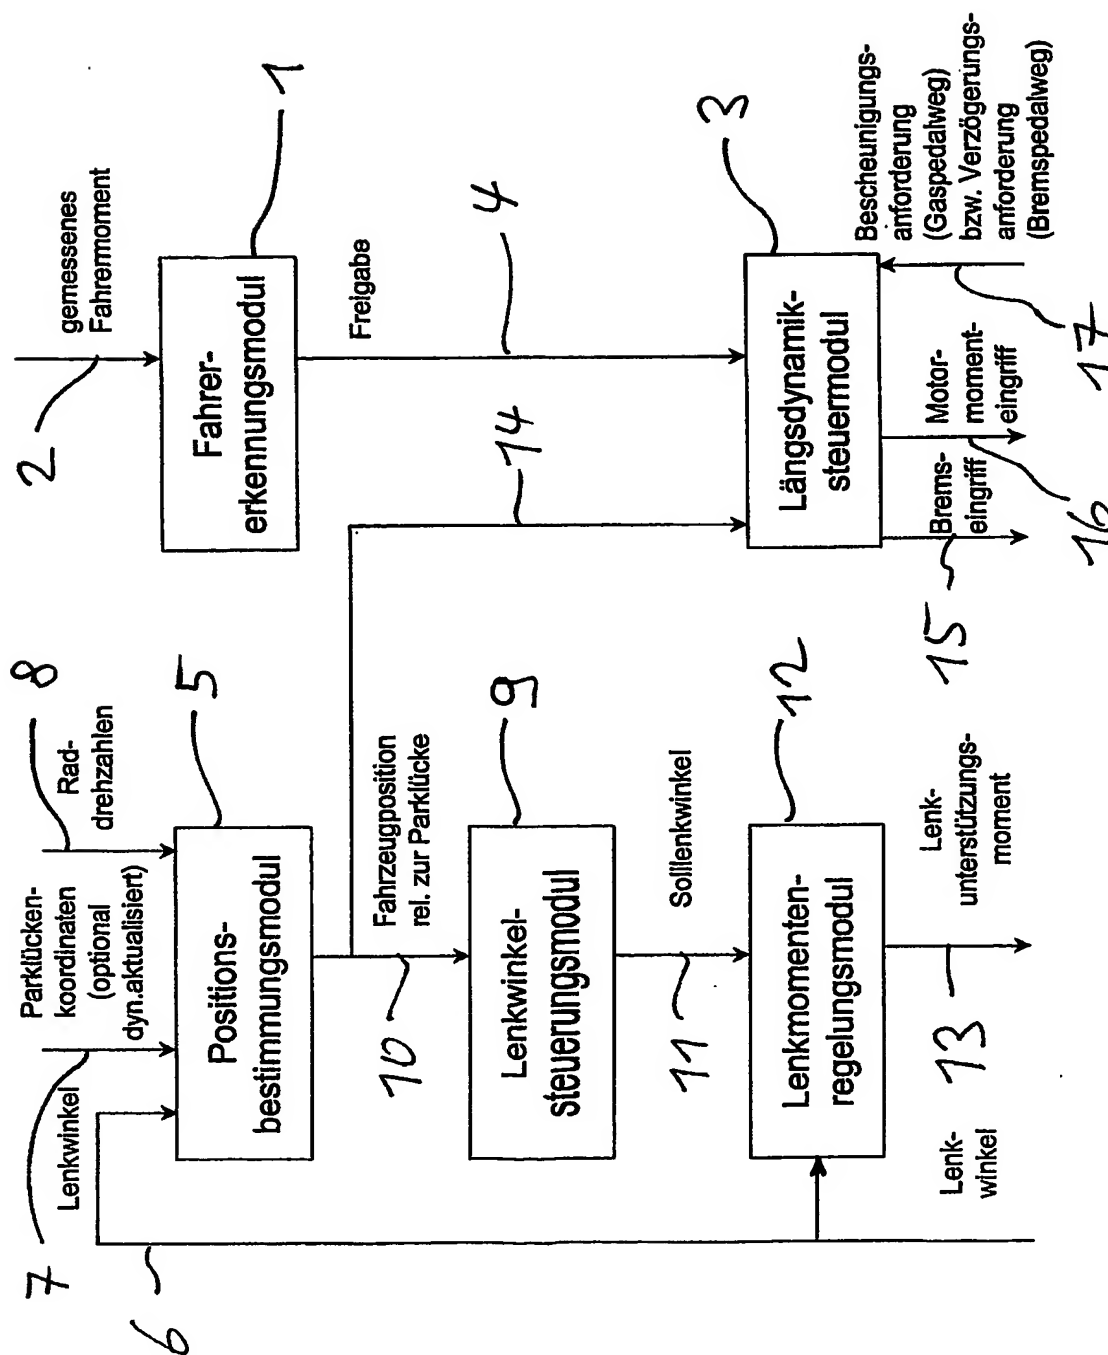 7
Lenkwinkel
Parklücken-
koordinaten
(optional
dyn.aktualisiert)
8
Rad-
drehzahlen
2
gemessenes
Fahrermoment
6
Positions-
bestimmungsmodul
5
Fahrer-
erkennungsmodul
1
10
Fahrzeugposition
rel. zur Parklücke
Freigabe
14
4
Lenkwinkel-
steuerungsmodul
9
11
Solllenkwinkel
Lenkmomenten-
regelungsmodul
12
Längsdynamik-
steuermodul
3
Lenk-
winkel
13
Lenk-
unterstützungs-
moment
15
Brems-
eingriff
16
Motor-
moment-
eingriff
17
Bescheunigungs-
anforderung
(Gaspedalweg)
bzw. Verzögerungs-
anforderung
(Bremspedalweg)